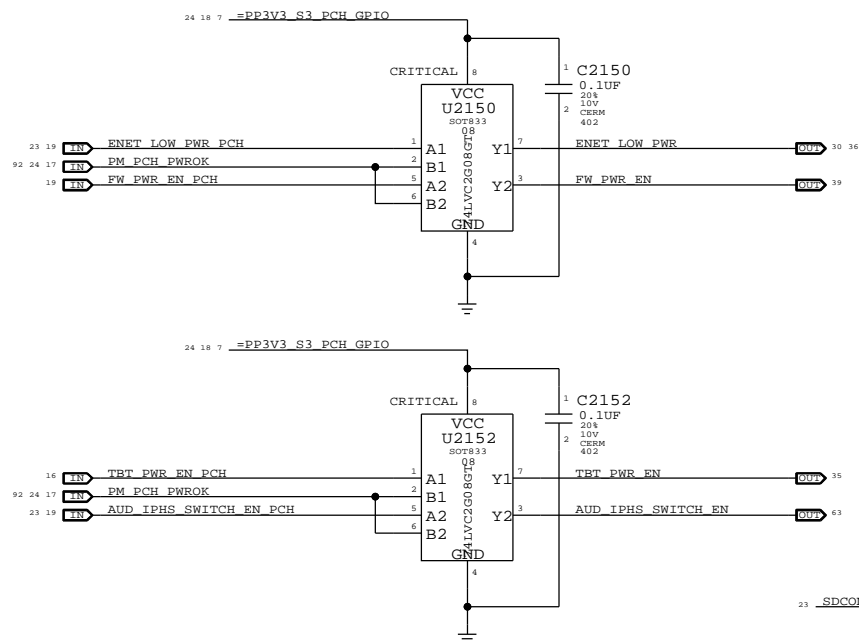 24 18 7 =PP3V3_S3_PCH_GPIO
CRITICAL 8
1 C2150
0.1UF
20%
10V
CERM
402
2
VCC
U2150
SOT833
08
74LVC2G08GT
23 19 IN ENET_LOW_PWR_PCH 1 A1 Y1 7 ENET_LOW_PWR OUT 30 36
92 24 17 IN PM_PCH_PWROK 2 B1
19 IN FW_PWR_EN_PCH 5 A2 Y2 3 FW_PWR_EN OUT 39
6 B2
GND
4
24 18 7 =PP3V3_S3_PCH_GPIO
CRITICAL 8
1 C2152
0.1UF
20%
10V
CERM
402
2
VCC
U2152
SOT833
08
74LVC2G08GT
16 IN TBT_PWR_EN_PCH 1 A1 Y1 7 TBT_PWR_EN OUT 35
92 24 17 IN PM_PCH_PWROK 2 B1
23 19 IN AUD_IPHS_SWITCH_EN_PCH 5 A2 Y2 3 AUD_IPHS_SWITCH_EN OUT 63
6 B2
GND
4
23